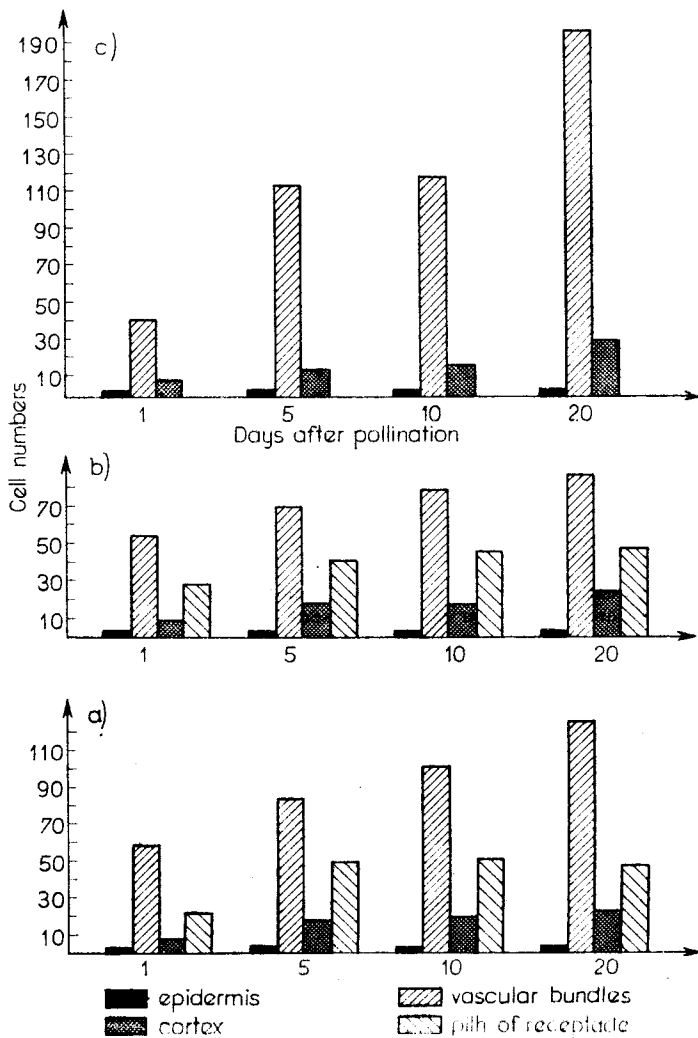 c)
190
170
150
130
110
90
70
50
30
10
1 5 10 20
Days after pollination
Cell numbers
b)
70
50
30
10
1 5 10 20
a)
110
90
70
50
30
10
1 5 10 20
epidermis
vascular bundles
cortex
pith of receptacle